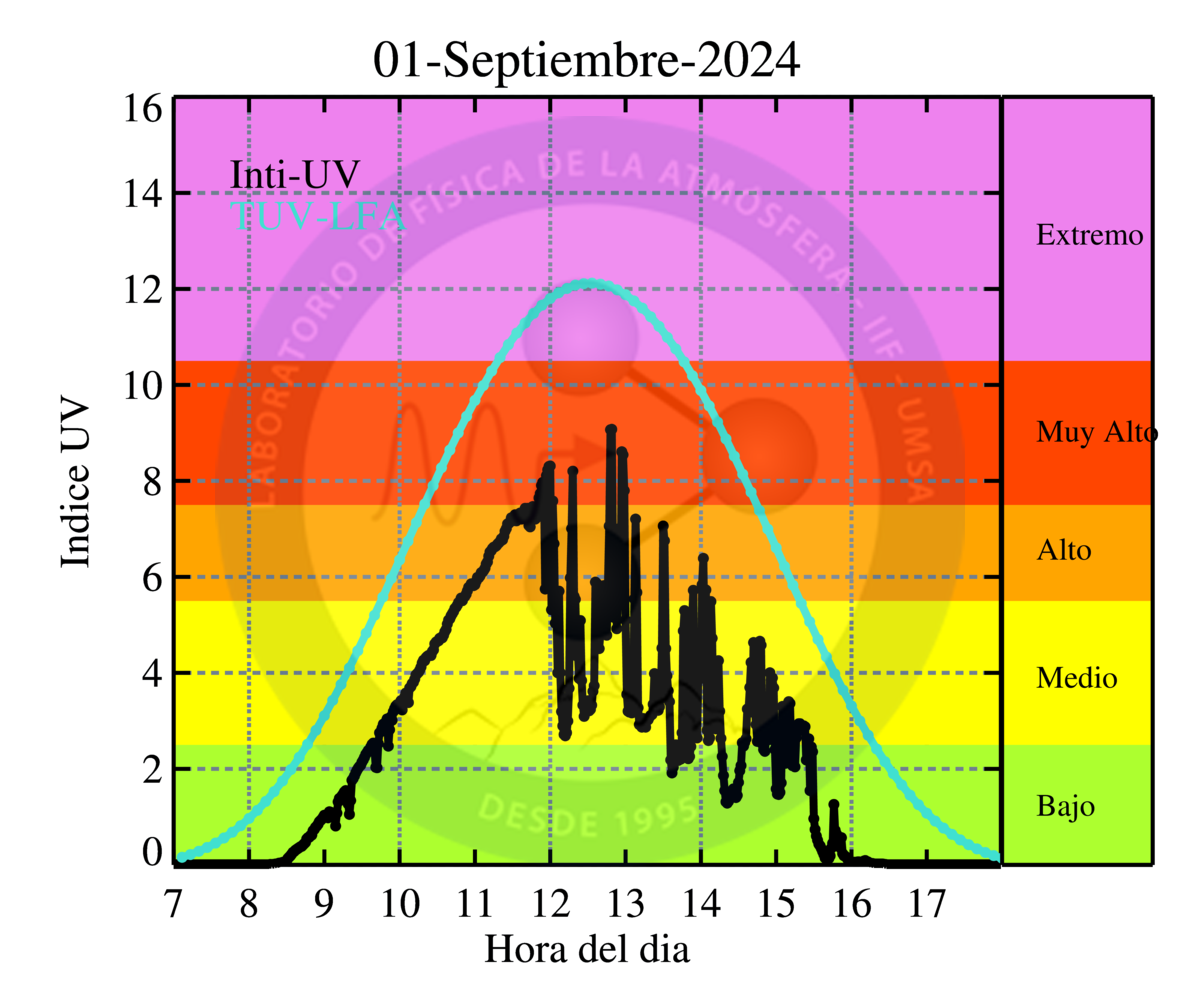 01-Septiembre-2024
16
14
12
10
8
6
4
2
0
Indice UV
Inti-UV
TUV-LFA
LABORATORIO DE FÍSICA DE LA ATMÓSFERA - IIF - UMSA
DESDE 1995
Extremo
Muy Alto
Alto
Medio
Bajo
7 8 9 10 11 12 13 14 15 16 17
Hora del dia